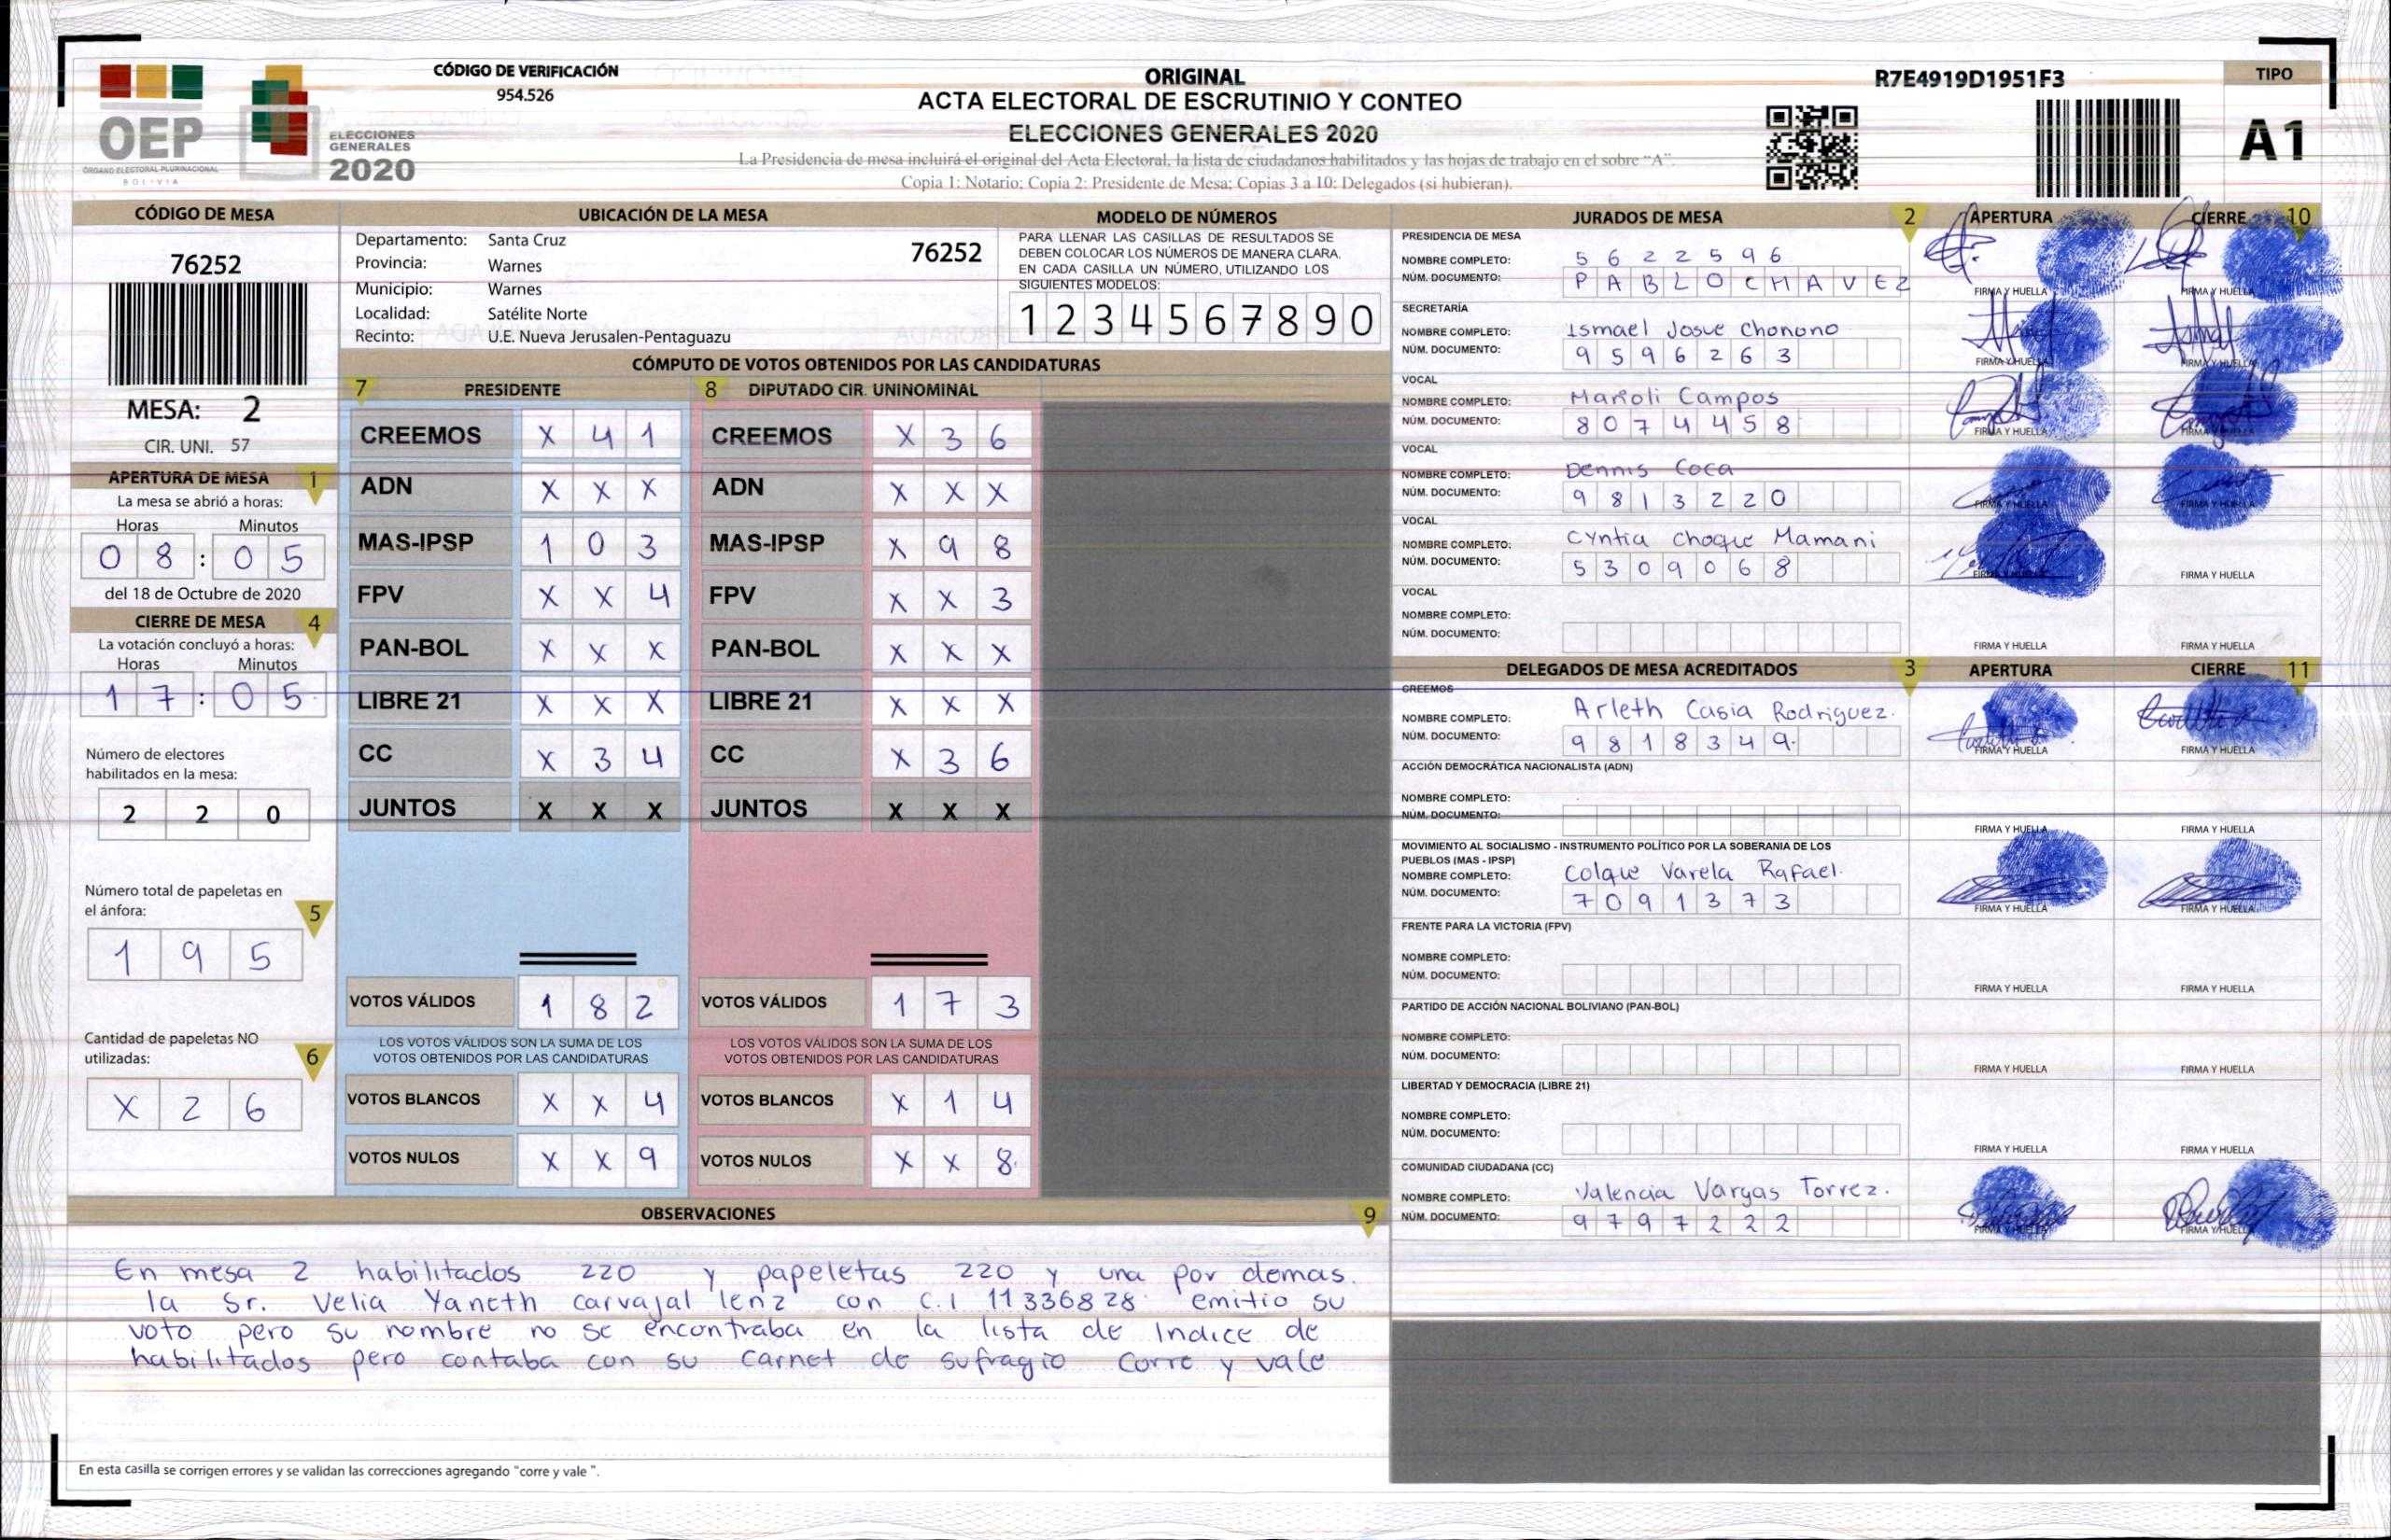 CÓDIGO DE VERIFICACIÓN
954.526
OEP
ÓRGANO ELECTORAL PLURINACIONAL
BOLIVIA
ELECCIONES
GENERALES
2020
ORIGINAL
ACTA ELECTORAL DE ESCRUTINIO Y CONTEO
ELECCIONES GENERALES 2020
La Presidencia de mesa incluirá el original del Acta Electoral, la lista de ciudadanos habilitados y las hojas de trabajo en el sobre “A”.
Copia 1: Notario; Copia 2: Presidente de Mesa; Copias 3 a 10: Delegados (si hubieran).
R7E4919D1951F3
TIPO
A1
CÓDIGO DE MESA
76252
MESA: 2
CIR. UNI. 57
APERTURA DE MESA 1
La mesa se abrió a horas:
Horas Minutos
0 8 : 0 5
del 18 de Octubre de 2020
CIERRE DE MESA 4
La votación concluyó a horas:
Horas Minutos
1 7 : 0 5
Número de electores
habilitados en la mesa:
2 2 0
Número total de papeletas en
el ánfora: 5
1 9 5
Cantidad de papeletas NO
utilizadas: 6
X 2 6
UBICACIÓN DE LA MESA
Departamento: Santa Cruz 76252
Provincia: Warnes
Municipio: Warnes
Localidad: Satélite Norte
Recinto: U.E. Nueva Jerusalen-Pentaguazu
MODELO DE NÚMEROS
PARA LLENAR LAS CASILLAS DE RESULTADOS SE
DEBEN COLOCAR LOS NÚMEROS DE MANERA CLARA,
EN CADA CASILLA UN NÚMERO, UTILIZANDO LOS
SIGUIENTES MODELOS:
1 2 3 4 5 6 7 8 9 0
CÓMPUTO DE VOTOS OBTENIDOS POR LAS CANDIDATURAS
7 PRESIDENTE
CREEMOS X 4 1
ADN X X X
MAS-IPSP 1 0 3
FPV X X 4
PAN-BOL X X X
LIBRE 21 X X X
CC X 3 4
JUNTOS X X X
VOTOS VÁLIDOS 1 8 2
LOS VOTOS VÁLIDOS SON LA SUMA DE LOS
VOTOS OBTENIDOS POR LAS CANDIDATURAS
VOTOS BLANCOS X X 4
VOTOS NULOS X X 9
8 DIPUTADO CIR. UNINOMINAL
CREEMOS X 3 6
ADN X X X
MAS-IPSP X 9 8
FPV X X 3
PAN-BOL X X X
LIBRE 21 X X X
CC X 3 6
JUNTOS X X X
VOTOS VÁLIDOS 1 7 3
LOS VOTOS VÁLIDOS SON LA SUMA DE LOS
VOTOS OBTENIDOS POR LAS CANDIDATURAS
VOTOS BLANCOS X 1 4
VOTOS NULOS X X 8
OBSERVACIONES 9
En mesa 2 habilitados 220 y papeletas 220 y una por demas.
la Sr. Velia Yaneth Carvajal lenz con C.I 11336828 emitio su
voto pero su nombre no se encontraba en la lista de Indice de
habilitados pero contaba con su carnet de sufragio Corre y vale
En esta casilla se corrigen errores y se validan las correcciones agregando "corre y vale ".
JURADOS DE MESA 2 APERTURA CIERRE 10
PRESIDENCIA DE MESA
NOMBRE COMPLETO: 5 6 2 2 5 9 6
NÚM. DOCUMENTO: P A B L O C H A V E Z
FIRMA Y HUELLA FIRMA Y HUELLA
SECRETARÍA
NOMBRE COMPLETO: Ismael Josue Chonono
NÚM. DOCUMENTO: 9 5 9 6 2 6 3
FIRMA Y HUELLA FIRMA Y HUELLA
VOCAL
NOMBRE COMPLETO: Marioli Campos
NÚM. DOCUMENTO: 8 0 7 4 4 5 8
FIRMA Y HUELLA FIRMA Y HUELLA
VOCAL
NOMBRE COMPLETO: Dennis Coca
NÚM. DOCUMENTO: 9 8 1 3 2 2 0
FIRMA Y HUELLA FIRMA Y HUELLA
VOCAL
NOMBRE COMPLETO: Cyntia Choque Mamani
NÚM. DOCUMENTO: 5 3 0 9 0 6 8
FIRMA Y HUELLA FIRMA Y HUELLA
VOCAL
NOMBRE COMPLETO:
NÚM. DOCUMENTO:
FIRMA Y HUELLA FIRMA Y HUELLA
DELEGADOS DE MESA ACREDITADOS 3 APERTURA CIERRE 11
CREEMOS
NOMBRE COMPLETO: Arleth Casia Rodriguez.
NÚM. DOCUMENTO: 9 8 1 8 3 4 9.
FIRMA Y HUELLA FIRMA Y HUELLA
ACCIÓN DEMOCRÁTICA NACIONALISTA (ADN)
NOMBRE COMPLETO:
NÚM. DOCUMENTO:
FIRMA Y HUELLA FIRMA Y HUELLA
MOVIMIENTO AL SOCIALISMO - INSTRUMENTO POLÍTICO POR LA SOBERANIA DE LOS
PUEBLOS (MAS - IPSP)
NOMBRE COMPLETO: Colque Varela Rafael.
NÚM. DOCUMENTO: 7 0 9 1 3 7 3
FIRMA Y HUELLA FIRMA Y HUELLA
FRENTE PARA LA VICTORIA (FPV)
NOMBRE COMPLETO:
NÚM. DOCUMENTO:
FIRMA Y HUELLA FIRMA Y HUELLA
PARTIDO DE ACCIÓN NACIONAL BOLIVIANO (PAN-BOL)
NOMBRE COMPLETO:
NÚM. DOCUMENTO:
FIRMA Y HUELLA FIRMA Y HUELLA
LIBERTAD Y DEMOCRACIA (LIBRE 21)
NOMBRE COMPLETO:
NÚM. DOCUMENTO:
FIRMA Y HUELLA FIRMA Y HUELLA
COMUNIDAD CIUDADANA (CC)
NOMBRE COMPLETO: Valencia Vargas Torrez.
NÚM. DOCUMENTO: 9 7 9 7 2 2 2
FIRMA Y HUELLA FIRMA Y HUELLA